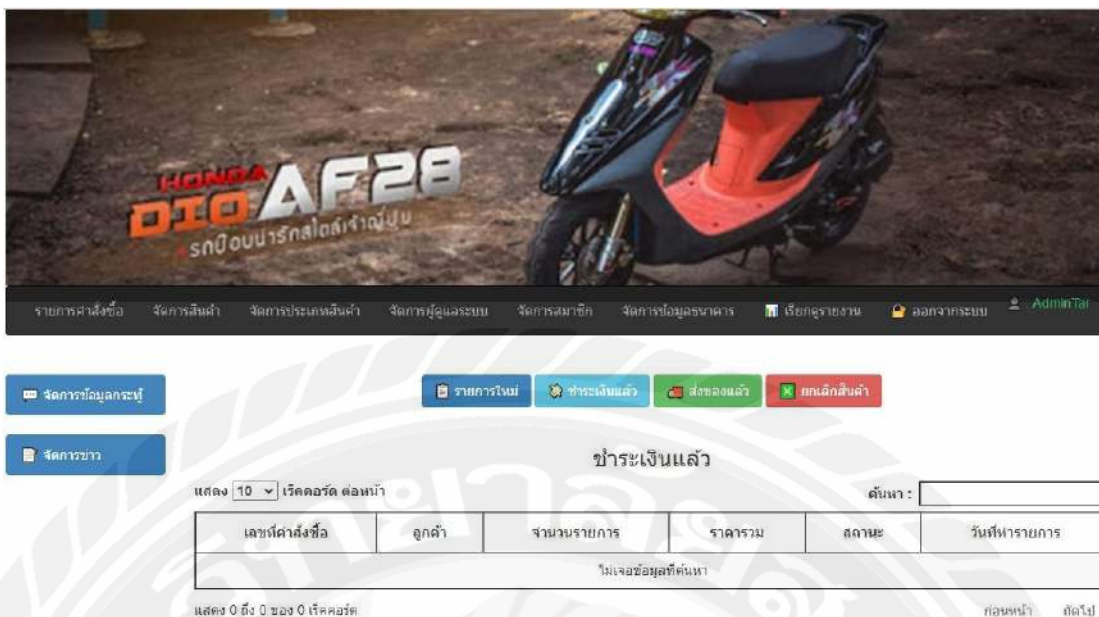 HONDA
DIO AF28
รถป๊อบน่ารักสไตล์เจ้าญี่ปุ่น
รายการคำสั่งซื้อ จัดการสินค้า จัดการประเภทสินค้า จัดการผู้ดูแลระบบ จัดการสมาชิก จัดการข้อมูลธนาคาร เรียกดูรายงาน ออกจากระบบ AdminTar
จัดการข้อมูลกระทู้ รายการใหม่ ชำระเงินแล้ว ส่งของแล้ว ยกเลิกสินค้า
จัดการข่าว
ชำระเงินแล้ว
แสดง 10 เร็คคอร์ด ต่อหน้า ค้นหา :
เลขที่คำสั่งซื้อ ลูกค้า จำนวนรายการ ราคารวม สถานะ วันที่ทำรายการ
ไม่เจอข้อมูลที่ค้นหา
แสดง 0 ถึง 0 ของ 0 เร็คคอร์ด ก่อนหน้า ถัดไป